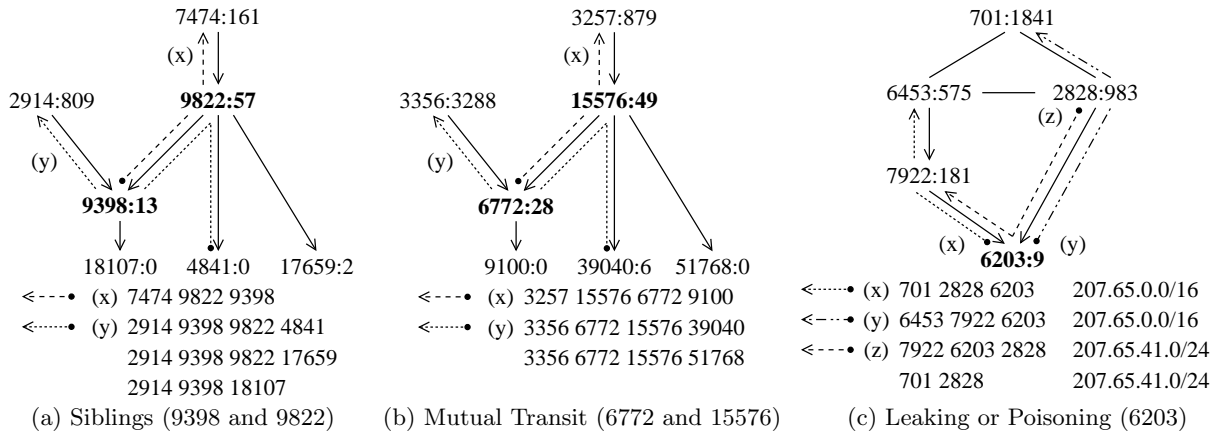 7474:161
(x)
2914:809
9822:57
(y)
9398:13
18107:0 4841:0 17659:2
(x) 7474 9822 9398
(y) 2914 9398 9822 4841
2914 9398 9822 17659
2914 9398 18107
(a) Siblings (9398 and 9822)
3257:879
(x)
3356:3288
15576:49
(y)
6772:28
9100:0 39040:6 51768:0
(x) 3257 15576 6772 9100
(y) 3356 6772 15576 39040
3356 6772 15576 51768
(b) Mutual Transit (6772 and 15576)
701:1841
6453:575 2828:983
(z)
7922:181
(x) (y)
6203:9
(x) 701 2828 6203 207.65.0.0/16
(y) 6453 7922 6203 207.65.0.0/16
(z) 7922 6203 2828 207.65.41.0/24
701 2828 207.65.41.0/24
(c) Leaking or Poisoning (6203)